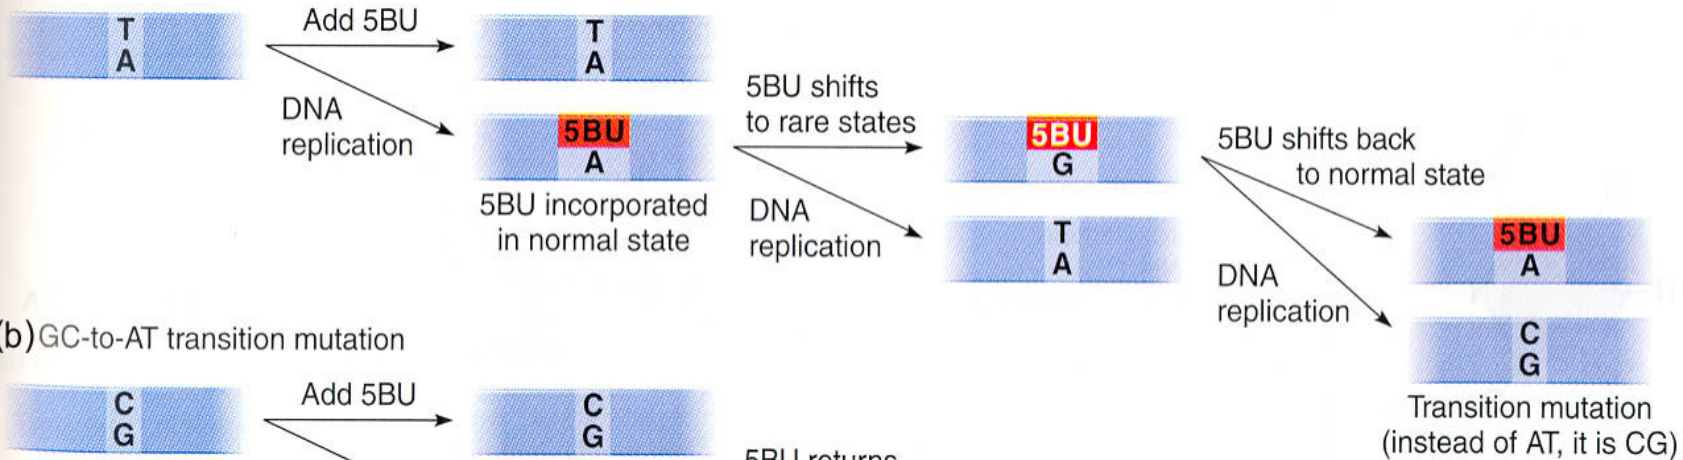 T
A
Add 5BU
DNA
replication
T
A
5BU
A
5BU incorporated
in normal state
5BU shifts
to rare states
DNA
replication
5BU
G
T
A
5BU shifts back
to normal state
DNA
replication
5BU
A
C
G
Transition mutation
(instead of AT, it is CG)
(b) GC-to-AT transition mutation
C
G
Add 5BU
C
G
5BU returns